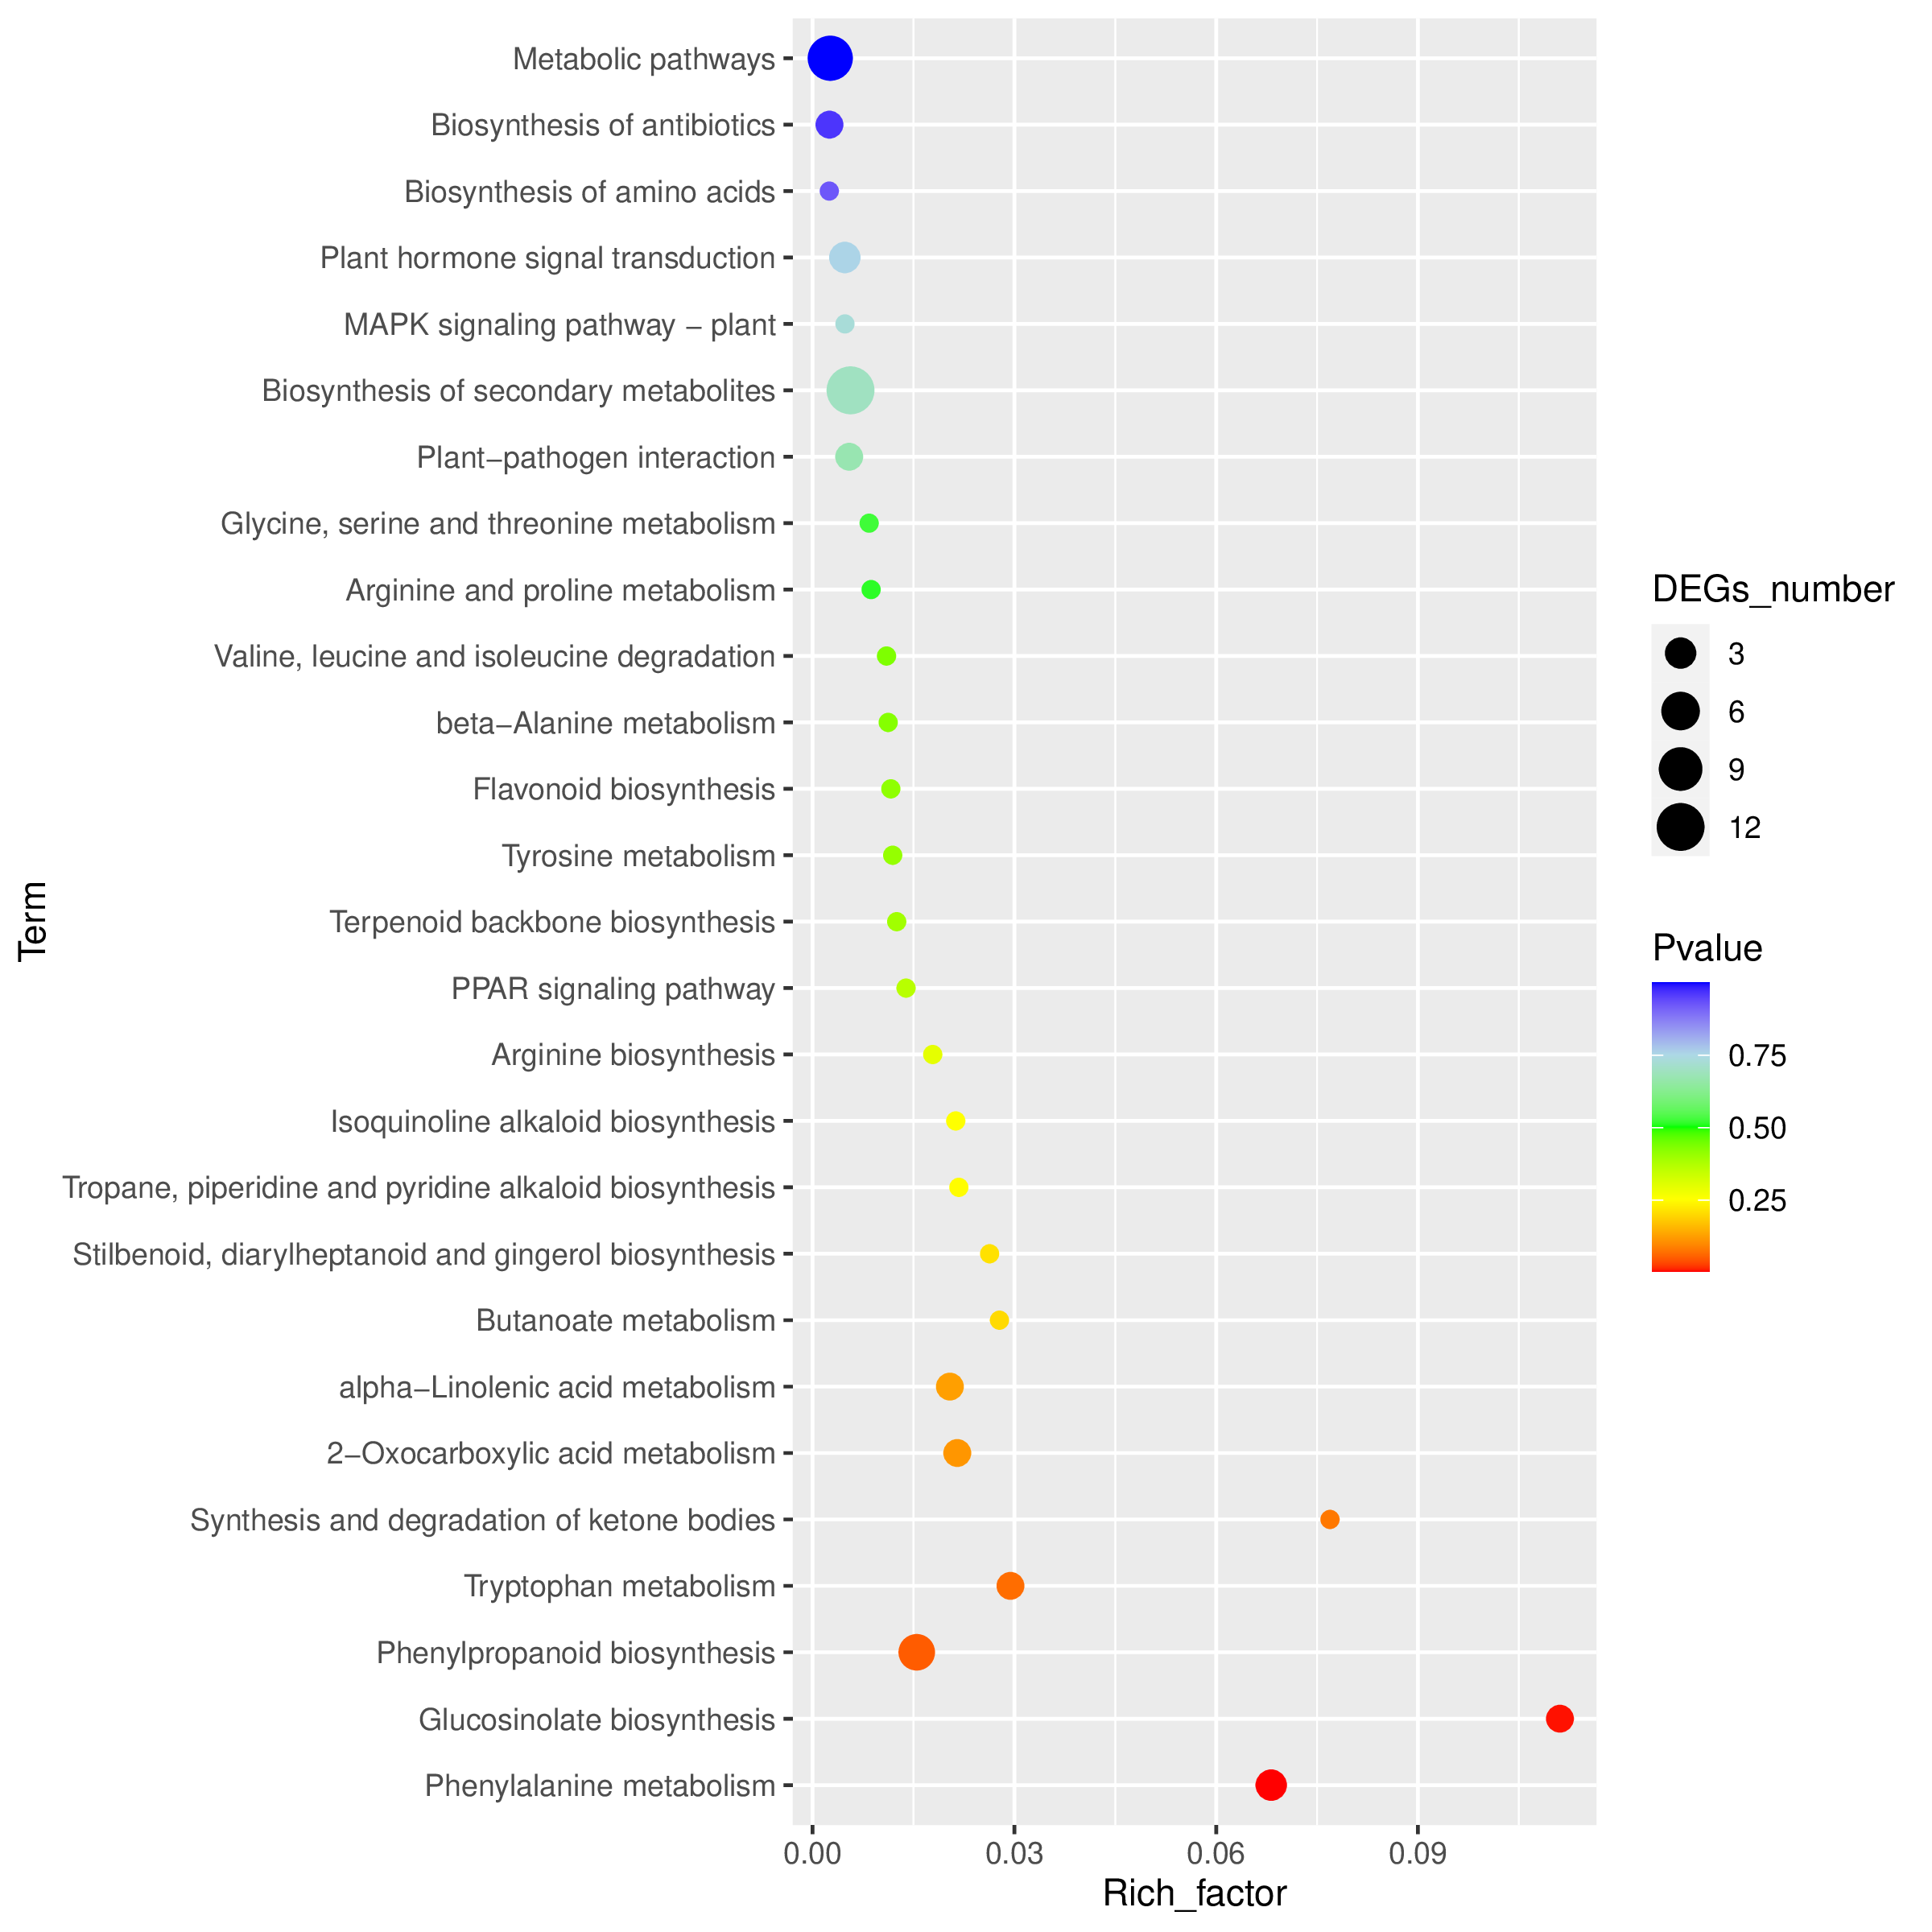 Metabolic pathways
Biosynthesis of antibiotics
Biosynthesis of amino acids
Plant hormone signal transduction
MAPK signaling pathway − plant
Biosynthesis of secondary metabolites
Plant−pathogen interaction
Glycine, serine and threonine metabolism
Arginine and proline metabolism
Valine, leucine and isoleucine degradation
beta−Alanine metabolism
Flavonoid biosynthesis
Tyrosine metabolism
Terpenoid backbone biosynthesis
PPAR signaling pathway
Arginine biosynthesis
Isoquinoline alkaloid biosynthesis
Tropane, piperidine and pyridine alkaloid biosynthesis
Stilbenoid, diarylheptanoid and gingerol biosynthesis
Butanoate metabolism
alpha−Linolenic acid metabolism
2−Oxocarboxylic acid metabolism
Synthesis and degradation of ketone bodies
Tryptophan metabolism
Phenylpropanoid biosynthesis
Glucosinolate biosynthesis
Phenylalanine metabolism
Term
0.00
0.03
0.06
0.09
Rich_factor
DEGs_number
3
6
9
12
Pvalue
0.75
0.50
0.25